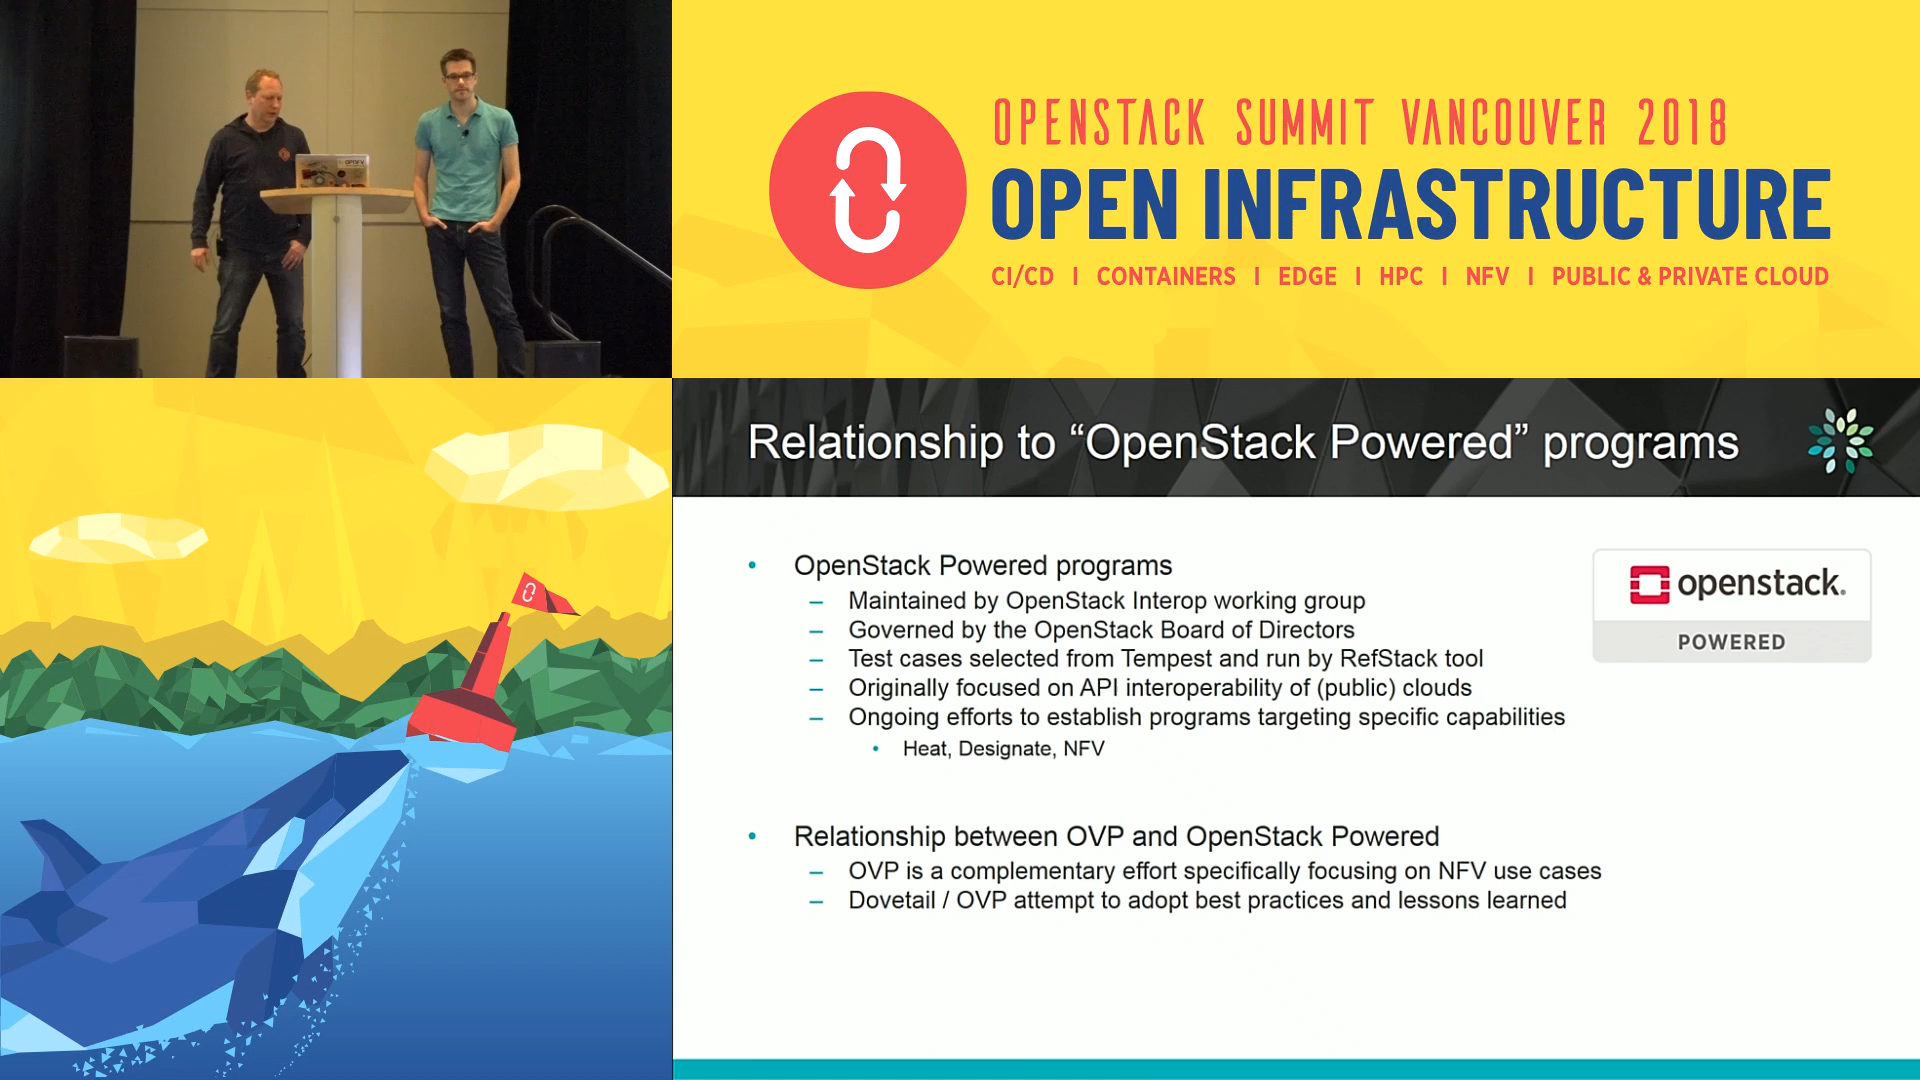 OPENSTACK SUMMIT VANCOUVER 2018
OPEN INFRASTRUCTURE
CI/CD | CONTAINERS | EDGE | HPC | NFV | PUBLIC & PRIVATE CLOUD
Relationship to “OpenStack Powered” programs
• OpenStack Powered programs
– Maintained by OpenStack Interop working group
– Governed by the OpenStack Board of Directors
– Test cases selected from Tempest and run by RefStack tool
– Originally focused on API interoperability of (public) clouds
– Ongoing efforts to establish programs targeting specific capabilities
• Heat, Designate, NFV
openstack.
POWERED
• Relationship between OVP and OpenStack Powered
– OVP is a complementary effort specifically focusing on NFV use cases
– Dovetail / OVP attempt to adopt best practices and lessons learned